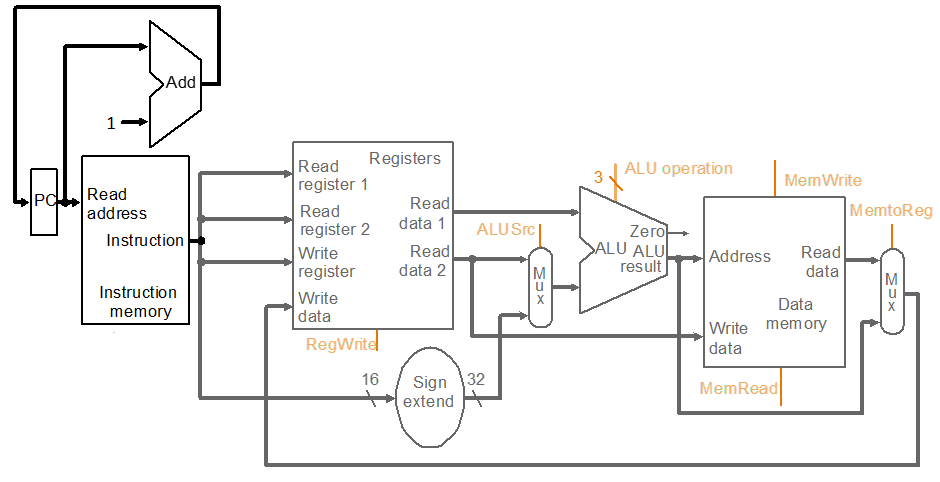 Add
1
PC
Read
address
Instruction
Instruction
memory
Registers
Read
register 1
Read
register 2
Write
register
Write
data
Read
data 1
Read
data 2
RegWrite
16
Sign
extend
32
ALUSrc
Mux
3
ALU operation
Zero
ALU
ALU
result
MemWrite
Address
Read
data
Data
memory
Write
data
MemRead
MemtoReg
Mux